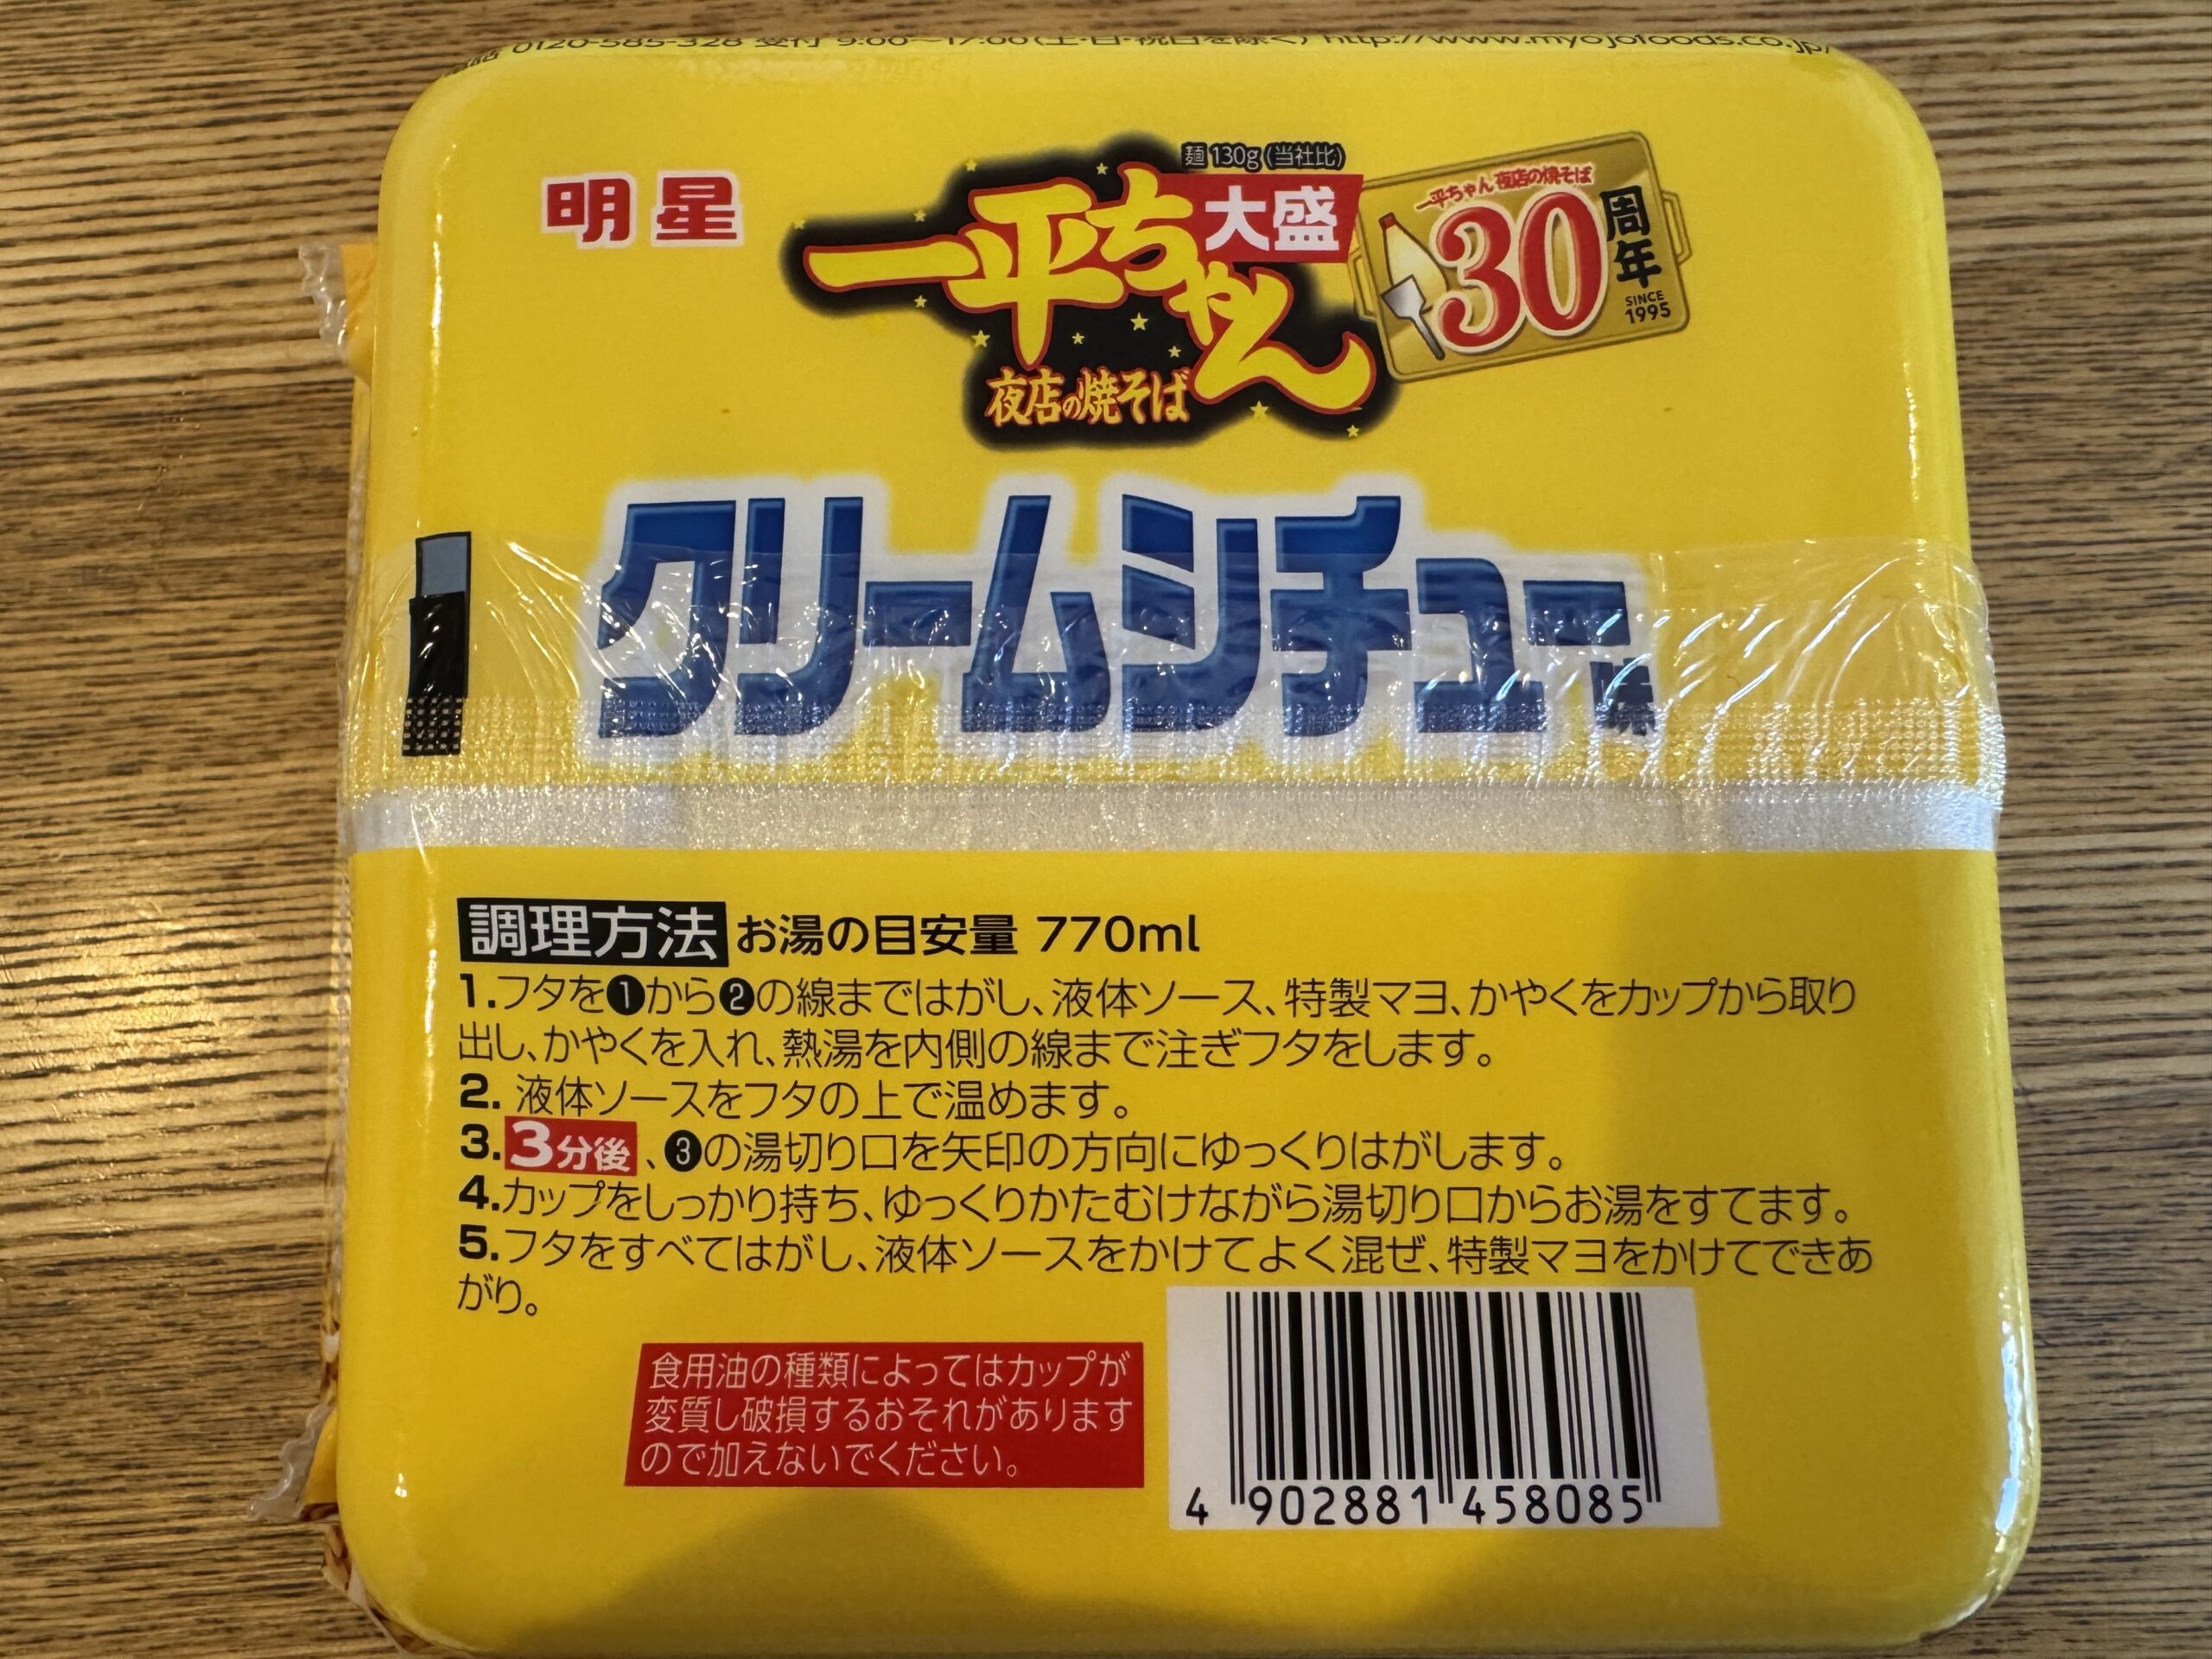 0120-585-328 受付 9:00~17:00(土・日・祝日を除く) http://www.myojofoods.co.jp/
明星
麺130g(当社比)
大盛
一平ちゃん
夜店の焼そば
一平ちゃん 夜店の焼そば
30周年
SINCE
1995
クリームシチュー味
調理方法 お湯の目安量 770ml
1.フタを❶から❷の線まではがし、液体ソース、特製マヨ、かやくをカップから取り
出し、かやくを入れ、熱湯を内側の線まで注ぎフタをします。
2. 液体ソースをフタの上で温めます。
3. 3分後、❸の湯切り口を矢印の方向にゆっくりはがします。
4.カップをしっかり持ち、ゆっくりかたむけながら湯切り口からお湯をすてます。
5.フタをすべてはがし、液体ソースをかけてよく混ぜ、特製マヨをかけてできあ
がり。
食用油の種類によってはカップが
変質し破損するおそれがあります
ので加えないでください。
4 902881 458085